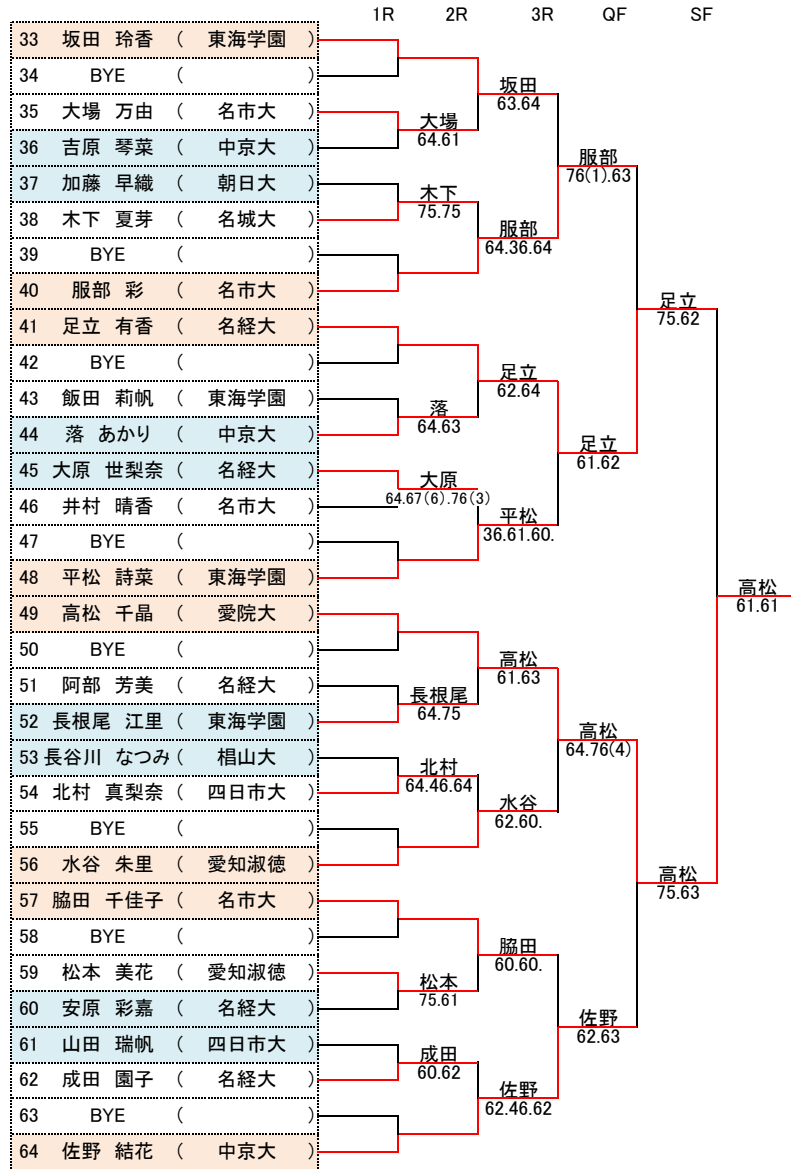 1R 2R 3R QF SF
33 坂田 玲香 ( 東海学園 )
34 BYE ( )
坂田
63.64
35 大場 万由 ( 名市大 )
大場
64.61
36 吉原 琴菜 ( 中京大 )
服部
76(1).63
37 加藤 早織 ( 朝日大 )
木下
75.75
38 木下 夏芽 ( 名城大 )
服部
64.36.64
39 BYE ( )
40 服部 彩 ( 名市大 )
足立
75.62
41 足立 有香 ( 名経大 )
42 BYE ( )
足立
62.64
43 飯田 莉帆 ( 東海学園 )
落
64.63
44 落 あかり ( 中京大 )
足立
61.62
45 大原 世梨奈 ( 名経大 )
大原
64.67(6).76(3)
46 井村 晴香 ( 名市大 )
平松
36.61.60.
47 BYE ( )
48 平松 詩菜 ( 東海学園 )
高松
61.61
49 高松 千晶 ( 愛院大 )
50 BYE ( )
高松
61.63
51 阿部 芳美 ( 名経大 )
長根尾
64.75
52 長根尾 江里 ( 東海学園 )
高松
64.76(4)
53 長谷川 なつみ ( 椙山大 )
北村
64.46.64
54 北村 真梨奈 ( 四日市大 )
水谷
62.60.
55 BYE ( )
56 水谷 朱里 ( 愛知淑徳 )
高松
75.63
57 脇田 千佳子 ( 名市大 )
58 BYE ( )
脇田
60.60.
59 松本 美花 ( 愛知淑徳 )
松本
75.61
60 安原 彩嘉 ( 名経大 )
佐野
62.63
61 山田 瑞帆 ( 四日市大 )
成田
60.62
62 成田 園子 ( 名経大 )
佐野
62.46.62
63 BYE ( )
64 佐野 結花 ( 中京大 )